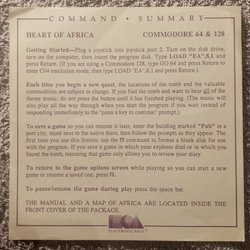 COMMAND • SUMMARY
HEART OF AFRICA COMMODORE 64 & 128
Getting Started—Plug a joystick into joystick port 2. Turn on the disk drive,
turn on the computer, then insert the program disk. Type LOAD "EA",8,1 and
press Return. (If you are using a Commodore 128, type GO 64 and press Return to
enter C64 emulation mode, then type LOAD "EA",8,1 and press Return.)
Each time you begin a new quest, the locations of the tomb and the valuable
commodities are subject to change. If you find the tomb and want to hear all of the
theme music, do not press the button until it has finished playing. (The music will
also play all the way through when you start the program if you wait instead of
responding immediately to the "press a key to continue" prompt.)
To save a game so you can resume it later, enter the building marked "Pub" in a
port city, stand next to the native there, then follow the prompts as they appear. The
first time you use this feature, use the f5 command to format a blank disk for use
with the program. If you save a game in which your explorer died or in which you
found the tomb, resuming that game only allows you to review your diary.
To return to the game options screen while playing so you can start a new
game or resume a saved one, press f1.
To pause/resume the game during play press the space bar.
THE MANUAL AND A MAP OF AFRICA ARE LOCATED INSIDE THE
FRONT COVER OF THE PACKAGE.
ELECTRONIC ARTS